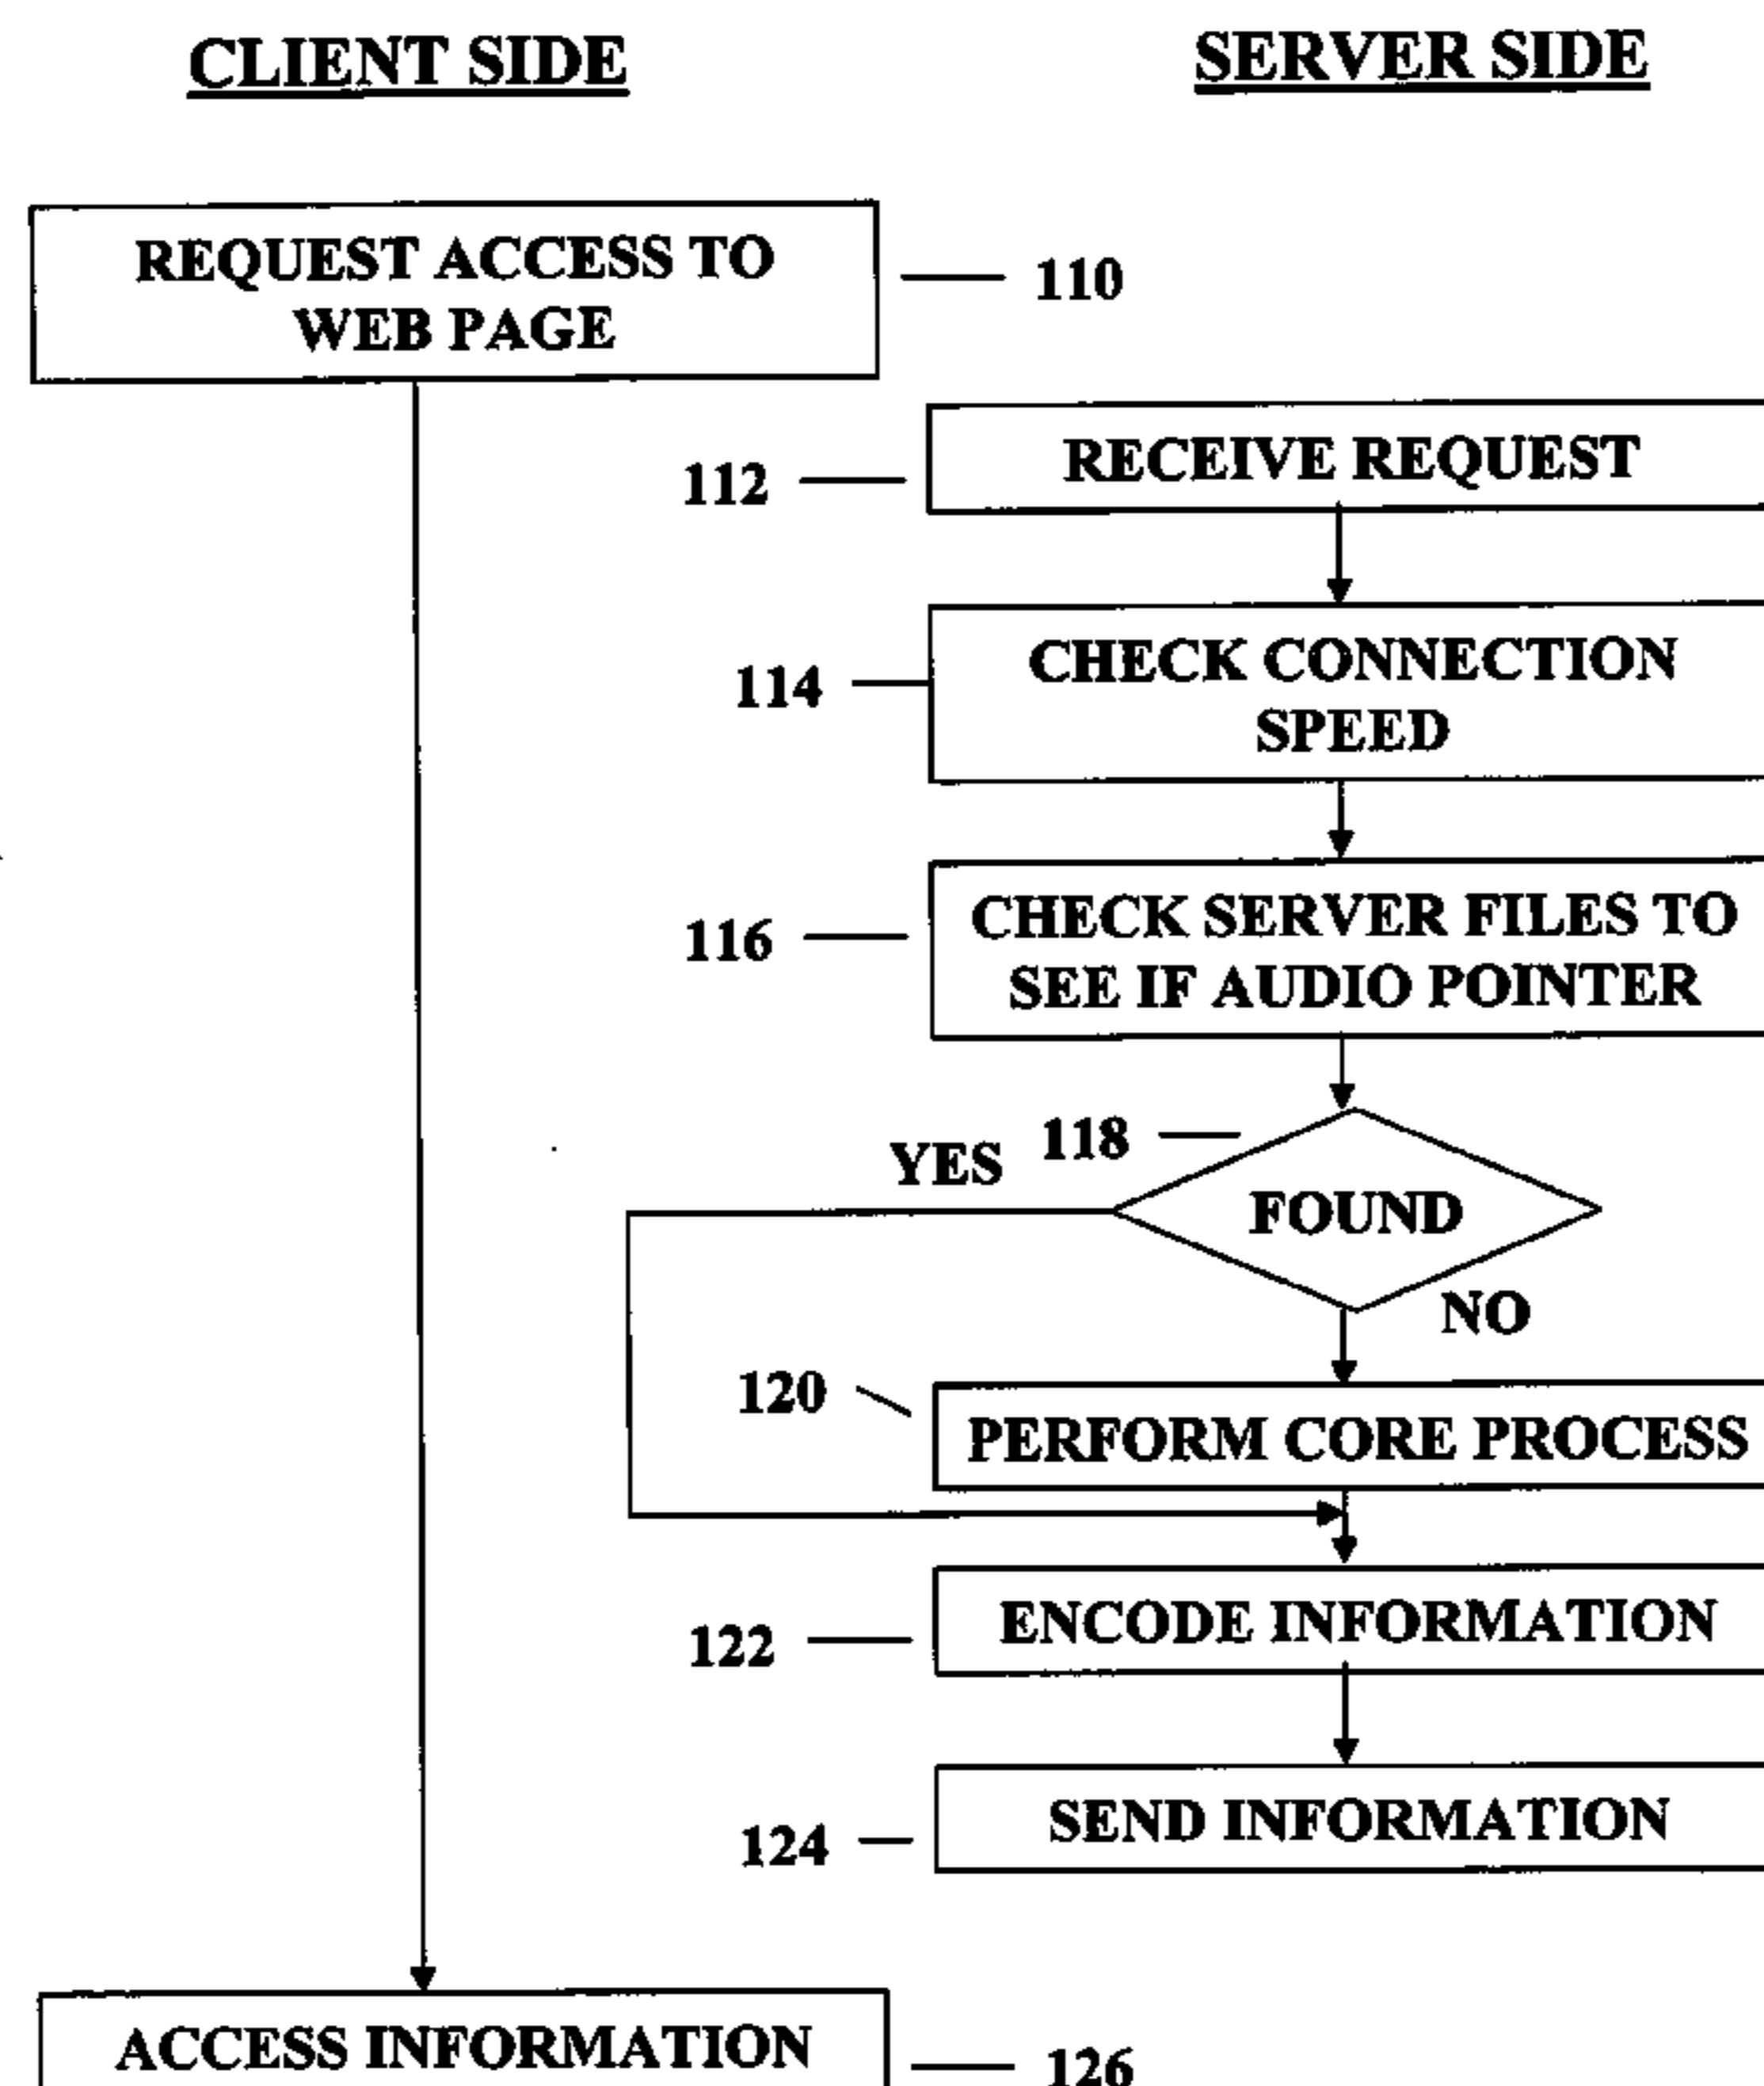 CLIENT SIDE
SERVER SIDE
REQUEST ACCESS TO
WEB PAGE
110
RECEIVE REQUEST
112
CHECK CONNECTION
SPEED
114
CHECK SERVER FILES TO
SEE IF AUDIO POINTER
116
118
YES
FOUND
NO
120
PERFORM CORE PROCESS
122
ENCODE INFORMATION
124
SEND INFORMATION
ACCESS INFORMATION
126